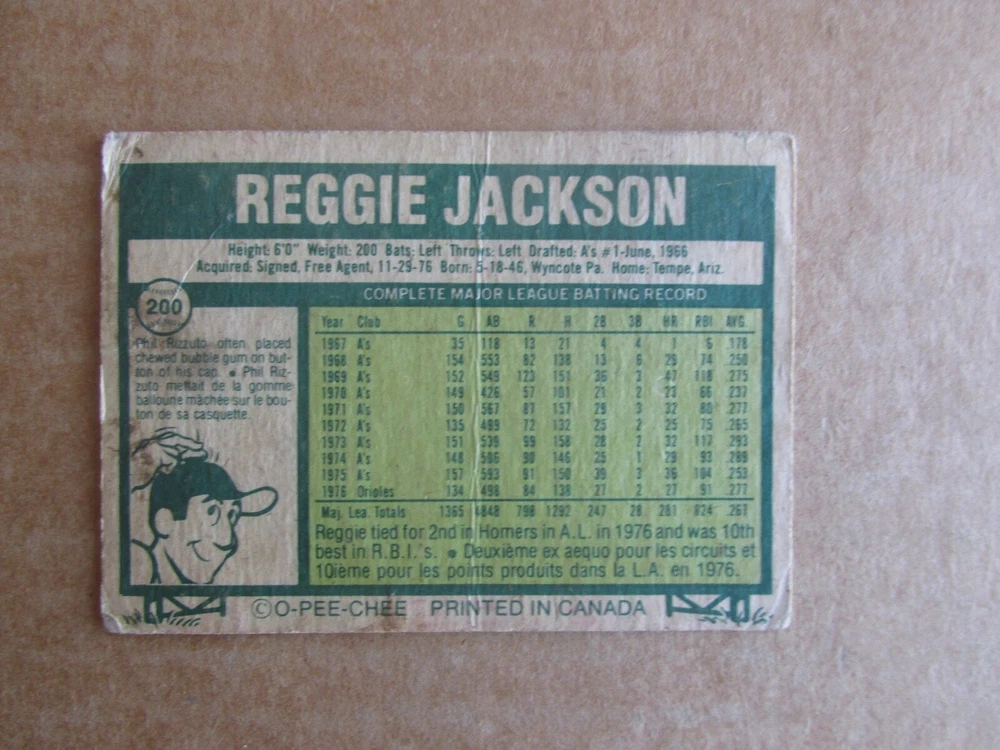 REGGIE JACKSON
Height: 6'0" Weight: 200 Bats: Left Throws: Left Drafted: A's #1-June, 1966
Acquired: Signed, Free Agent, 11-29-76 Born: 5-18-46, Wyncote Pa. Home: Tempe, Ariz.
200
COMPLETE MAJOR LEAGUE BATTING RECORD
Phil Rizzuto often placed
chewed bubble gum on but-
ton of his cap. • Phil Riz-
zuto mettait de la gomme
balloune mâchée sur le bou-
ton de sa casquette.
Year Club G AB R H 2B 3B HR RBI AVG.
1967 A's 35 118 13 21 4 4 1 6 .178
1968 A's 154 553 82 138 13 6 29 74 .250
1969 A's 152 549 123 151 36 3 47 118 .275
1970 A's 149 426 57 101 21 2 23 66 .237
1971 A's 150 567 87 157 29 3 32 80 .277
1972 A's 135 499 72 132 25 2 25 75 .265
1973 A's 151 539 99 158 28 2 32 117 .293
1974 A's 148 506 90 146 25 1 29 93 .289
1975 A's 157 593 91 150 39 3 36 104 .253
1976 Orioles 134 498 84 138 27 2 27 91 .277
Maj. Lea. Totals 1365 4848 798 1292 247 28 281 824 .267
Reggie tied for 2nd in Homers in A.L. in 1976 and was 10th
best in R.B.I.'s. • Deuxième ex aequo pour les circuits et
10ième pour les points produits dans la L.A. en 1976.
©O-PEE-CHEE PRINTED IN CANADA